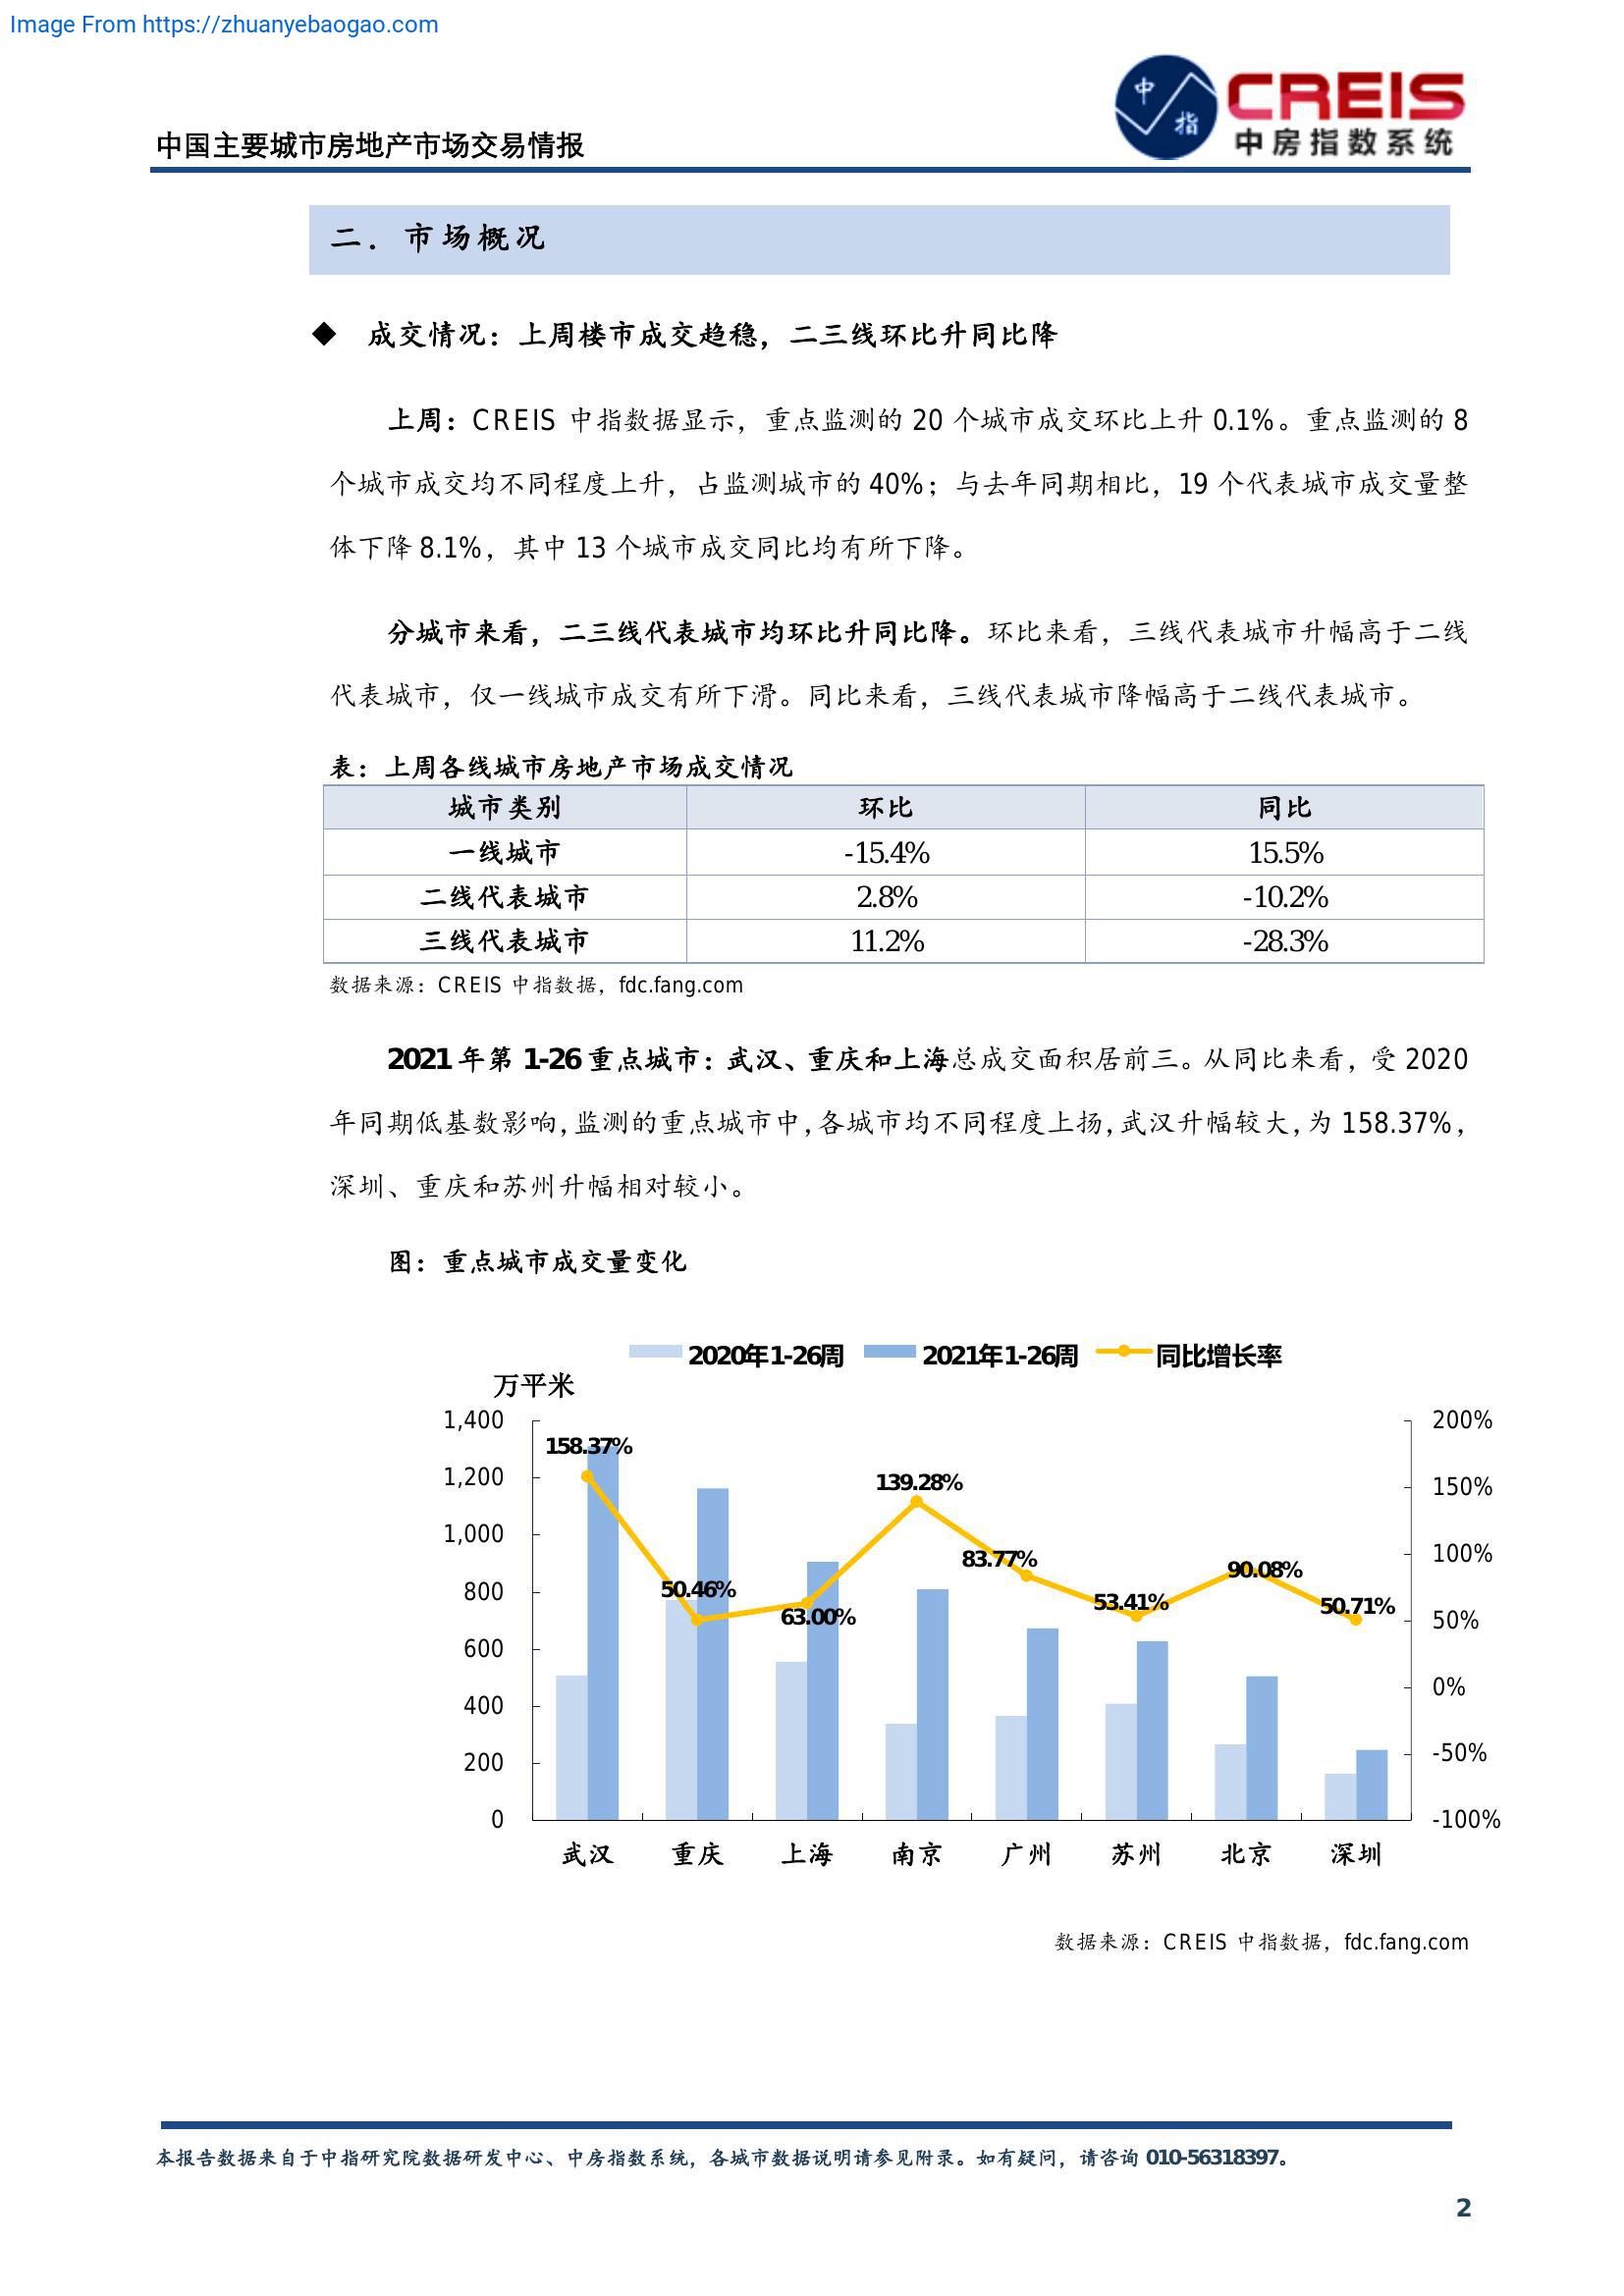 Image From https://zhuanyebaogao.com
中 指
CREIS
中房指数系统
中国主要城市房地产市场交易情报
二．市场概况
◆ 成交情况：上周楼市成交趋稳，二三线环比升同比降
上周：CREIS 中指数据显示，重点监测的 20 个城市成交环比上升 0.1%。重点监测的 8
个城市成交均不同程度上升，占监测城市的 40%；与去年同期相比，19 个代表城市成交量整
体下降 8.1%，其中 13 个城市成交同比均有所下降。
分城市来看，二三线代表城市均环比升同比降。环比来看，三线代表城市升幅高于二线
代表城市，仅一线城市成交有所下滑。同比来看，三线代表城市降幅高于二线代表城市。
表：上周各线城市房地产市场成交情况
城市类别 环比 同比
一线城市 -15.4% 15.5%
二线代表城市 2.8% -10.2%
三线代表城市 11.2% -28.3%
数据来源：CREIS 中指数据，fdc.fang.com
2021 年第 1-26 重点城市：武汉、重庆和上海总成交面积居前三。从同比来看，受 2020
年同期低基数影响，监测的重点城市中，各城市均不同程度上扬，武汉升幅较大，为 158.37%，
深圳、重庆和苏州升幅相对较小。
图：重点城市成交量变化
2020年1-26周 2021年1-26周 同比增长率
万平米
1,400 200%
158.37%
1,200 150%
139.28%
1,000 100%
83.77%
90.08%
800 50%
50.46%
63.00%
53.41%
50.71%
600 0%
400 -50%
200 -100%
0
武汉 重庆 上海 南京 广州 苏州 北京 深圳
数据来源：CREIS 中指数据，fdc.fang.com
本报告数据来自于中指研究院数据研发中心、中房指数系统，各城市数据说明请参见附录。如有疑问，请咨询 010-56318397。
2